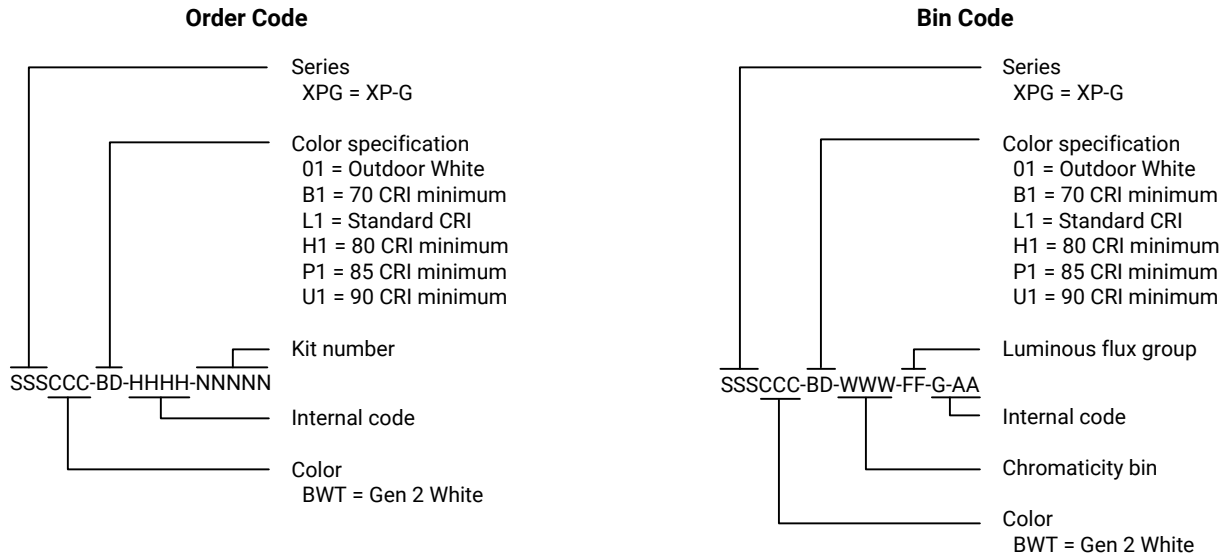 Order Code
Series
XPG = XP-G
Color specification
01 = Outdoor White
B1 = 70 CRI minimum
L1 = Standard CRI
H1 = 80 CRI minimum
P1 = 85 CRI minimum
U1 = 90 CRI minimum
Kit number
SSSCCC-BD-HHHH-NNNNN
Internal code
Color
BWT = Gen 2 White
Bin Code
Series
XPG = XP-G
Color specification
01 = Outdoor White
B1 = 70 CRI minimum
L1 = Standard CRI
H1 = 80 CRI minimum
P1 = 85 CRI minimum
U1 = 90 CRI minimum
Luminous flux group
SSSCCC-BD-WWW-FF-G-AA
Internal code
Chromaticity bin
Color
BWT = Gen 2 White